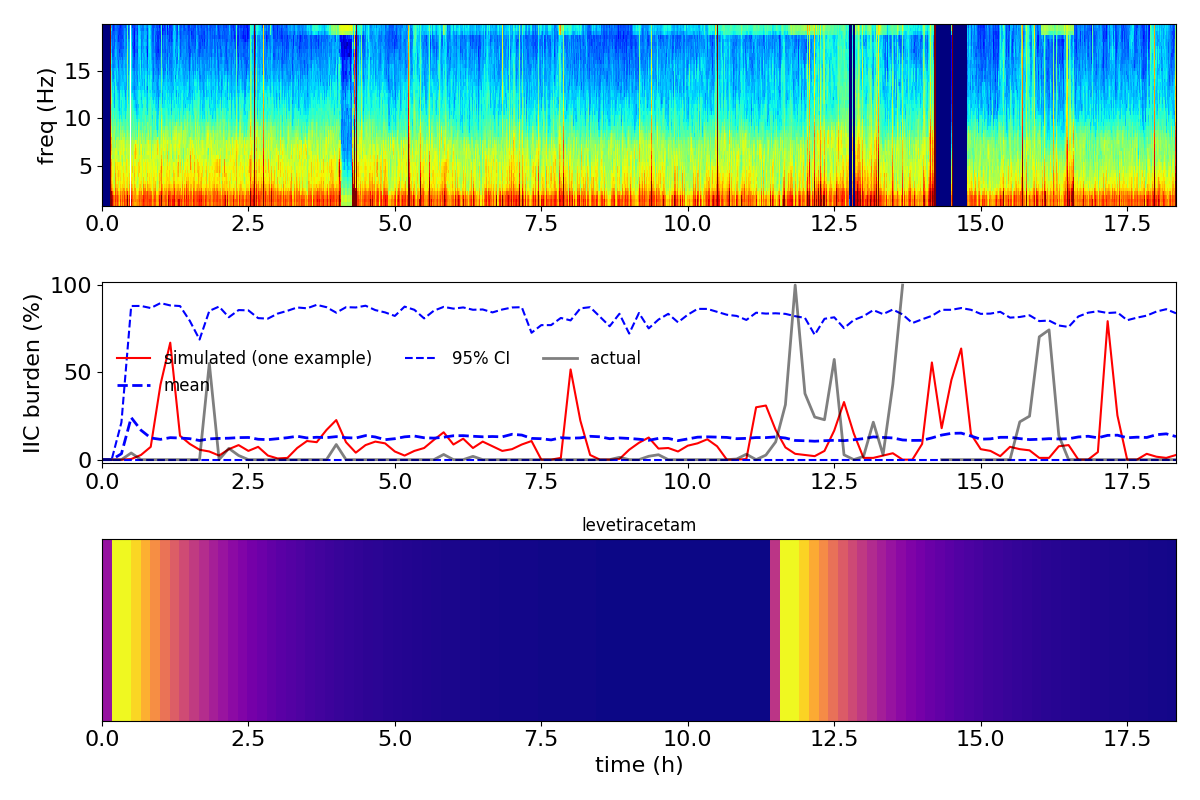 freq (Hz)
15
10
5
0.0 2.5 5.0 7.5 10.0 12.5 15.0 17.5
IIC burden (%)
100
50
0
simulated (one example) 95% CI actual
mean
0.0 2.5 5.0 7.5 10.0 12.5 15.0 17.5
levetiracetam
0.0 2.5 5.0 7.5 10.0 12.5 15.0 17.5
time (h)